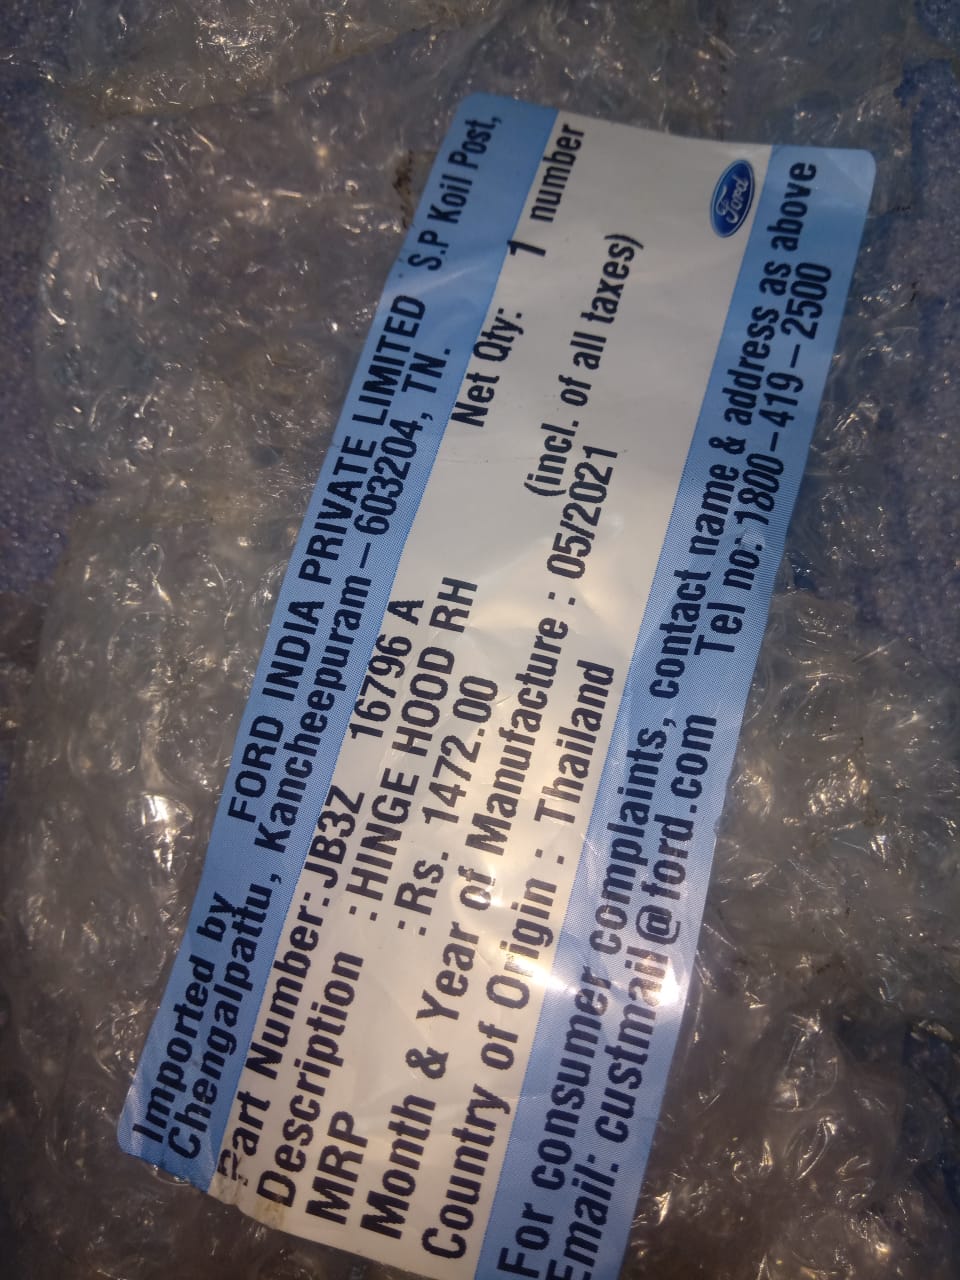 Imported by FORD INDIA PRIVATE LIMITED S.P Koil Post,
Chengalpattu, Kancheepuram – 603204, TN.
Part Number: JB3Z 16796 A Net Qty: 1 number
Description : HINGE HOOD RH
MRP : Rs. 1472.00 (incl. of all taxes)
Month & Year of Manufacture : 05/2021
Country of Origin : Thailand
Ford
For consumer complaints, contact name & address as above
Email: custmail@ford.com Tel no: 1800–419–2500